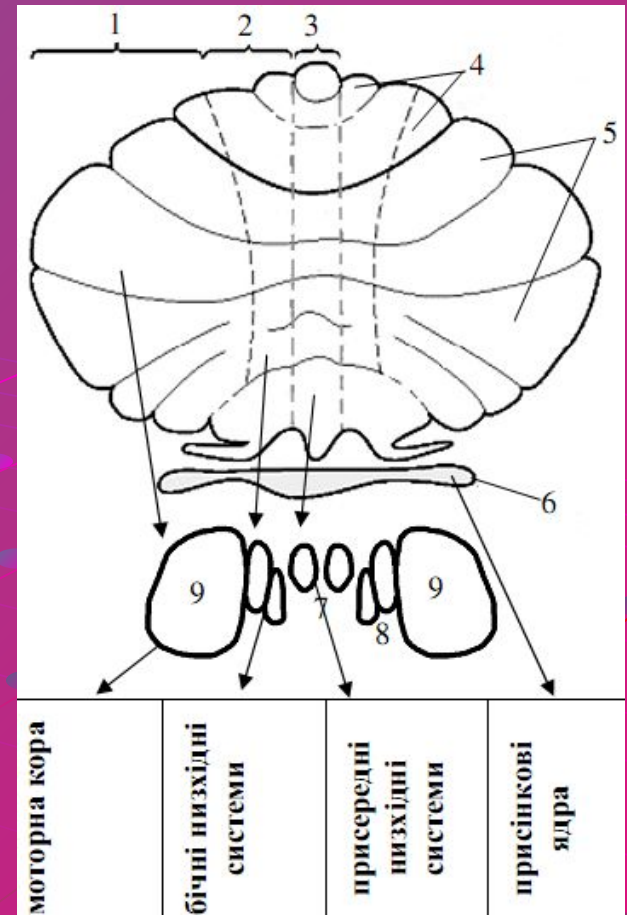 1 2 3
4
5
6
9 7 8 9
моторна кора
бічні низхідні
системи
присередні
низхідні
системи
присінкові
ядра